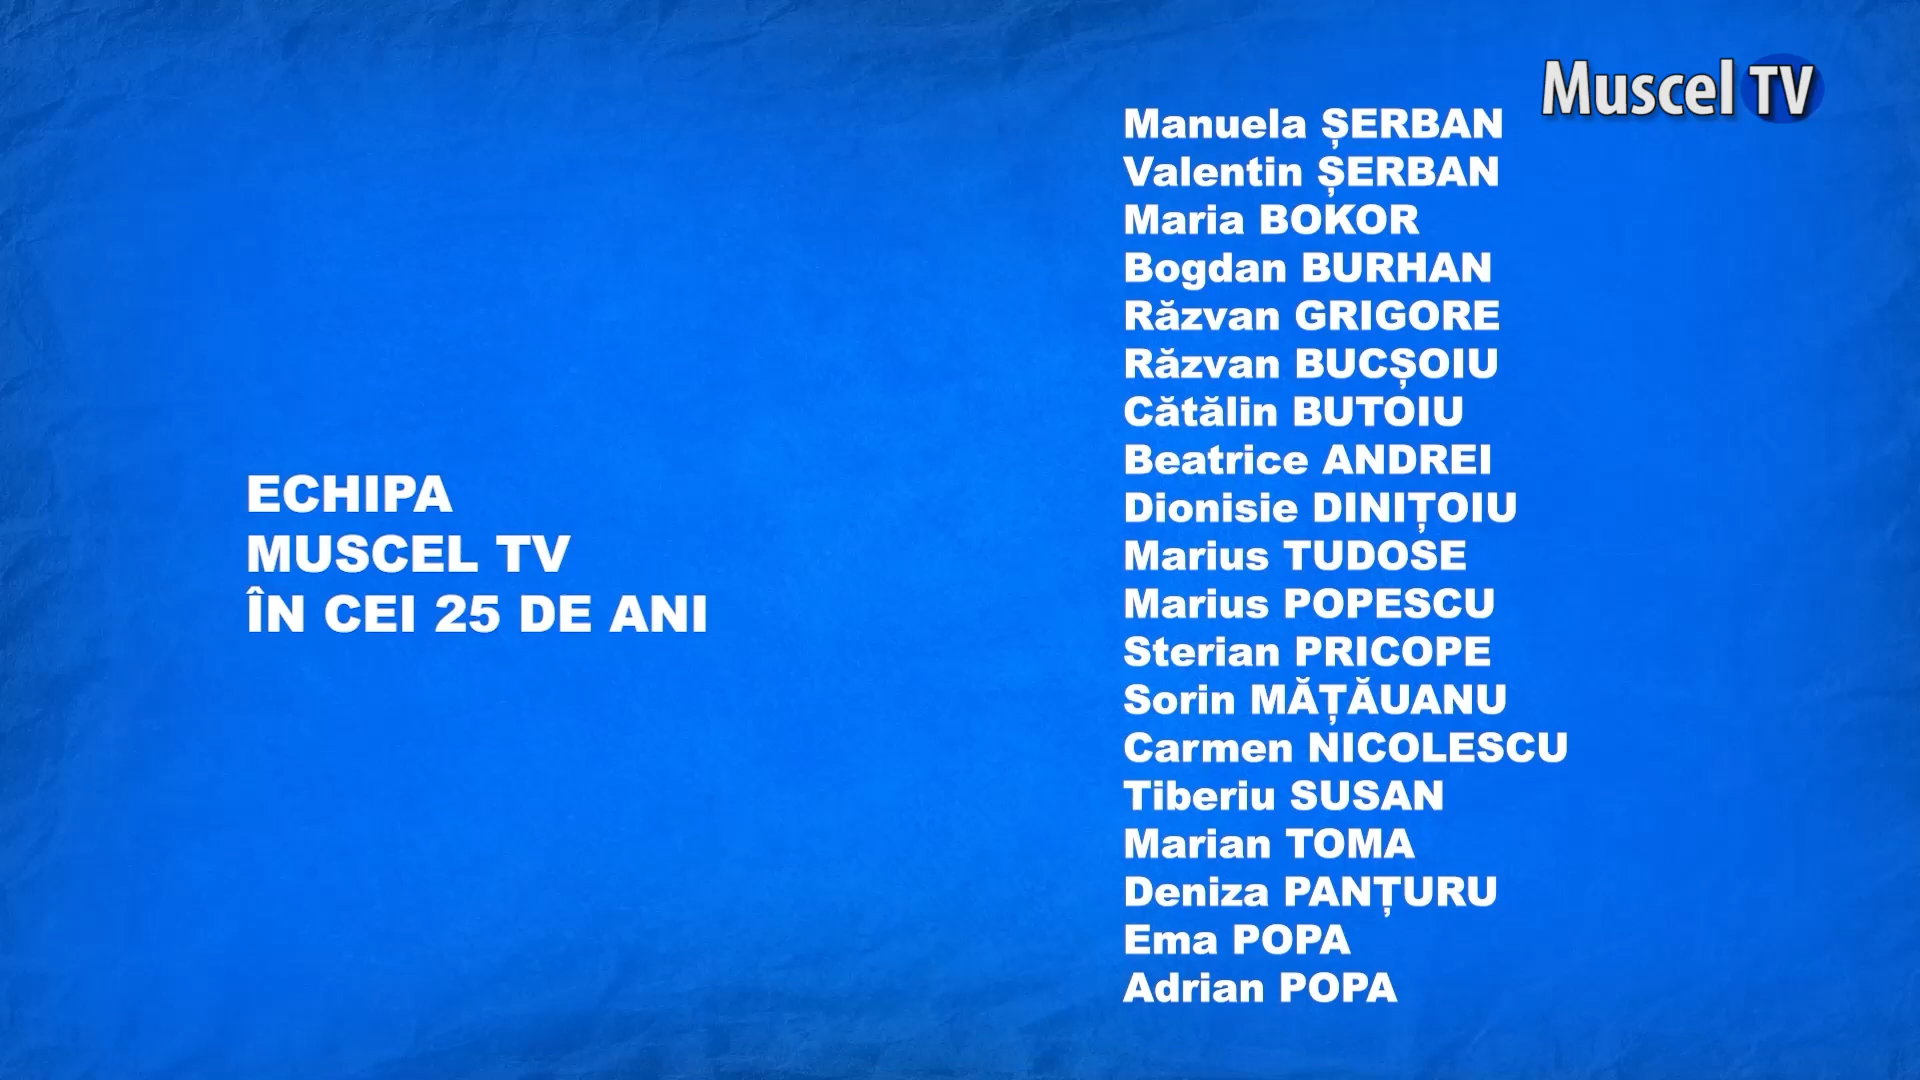 Muscel TV
ECHIPA
MUSCEL TV
ÎN CEI 25 DE ANI
Manuela ȘERBAN
Valentin ȘERBAN
Maria BOKOR
Bogdan BURHAN
Răzvan GRIGORE
Răzvan BUCȘOIU
Cătălin BUTOIU
Beatrice ANDREI
Dionisie DINIȚOIU
Marius TUDOSE
Marius POPESCU
Sterian PRICOPE
Sorin MĂȚĂUANU
Carmen NICOLESCU
Tiberiu SUSAN
Marian TOMA
Deniza PANȚURU
Ema POPA
Adrian POPA